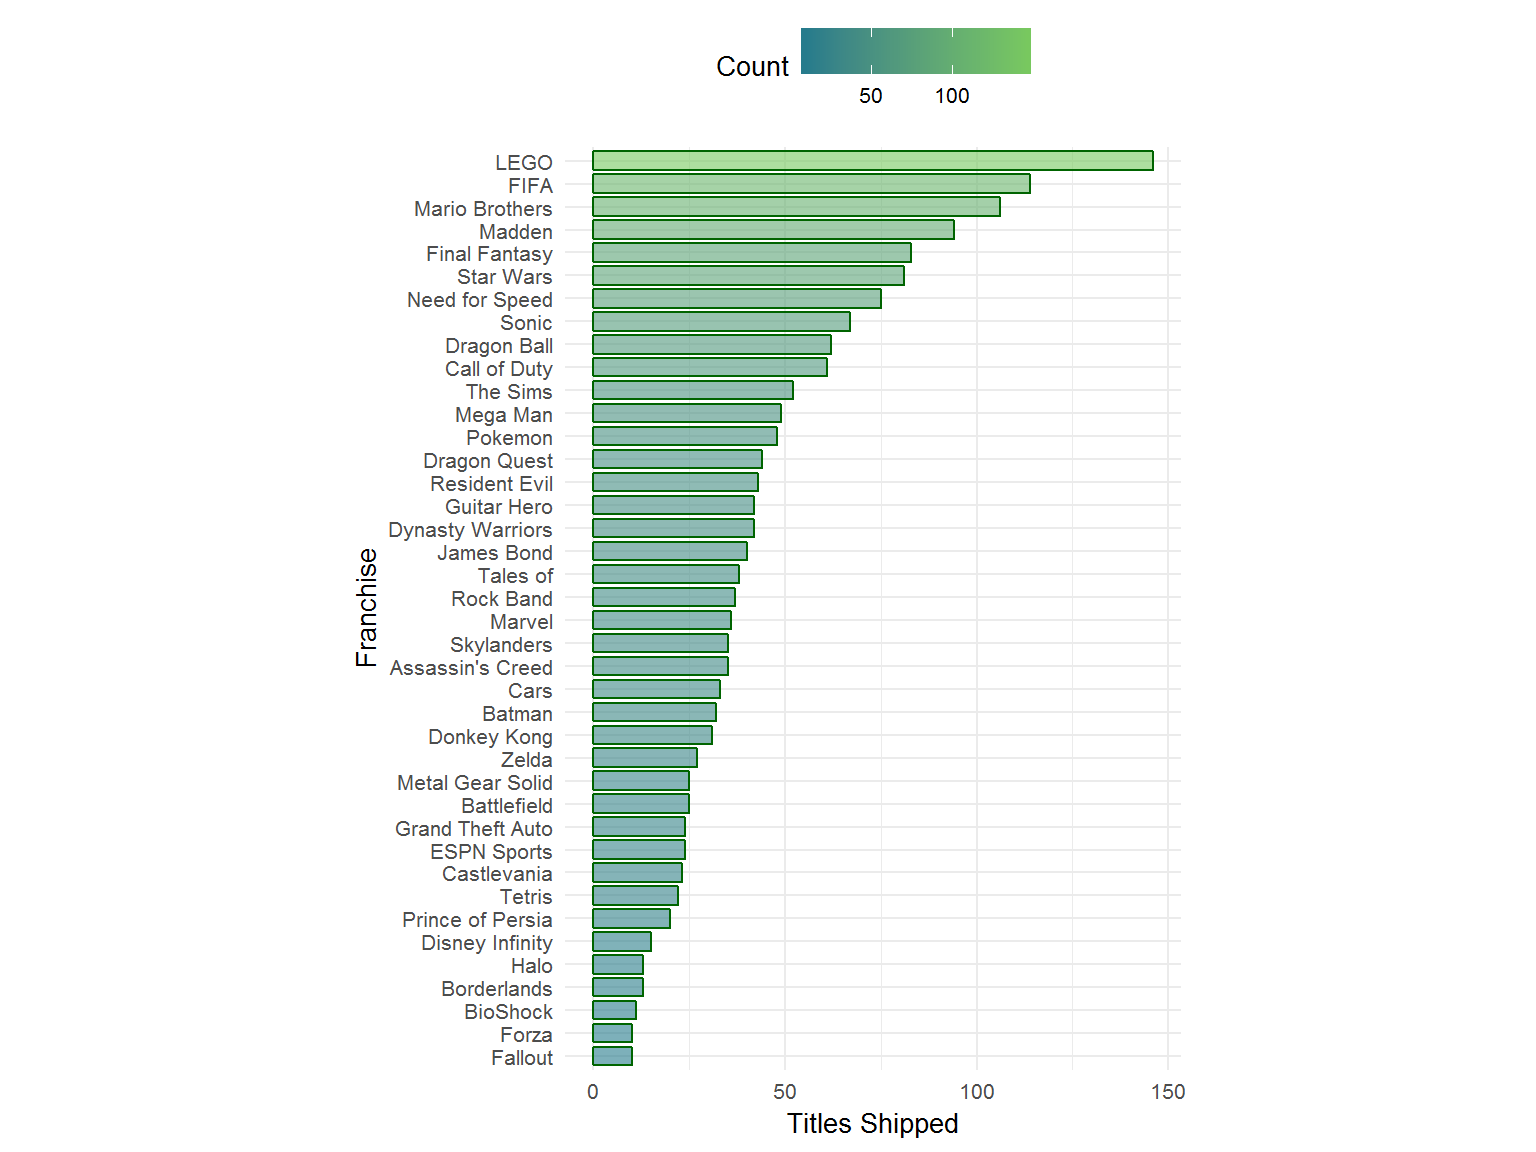 Count
50 100
LEGO
FIFA
Mario Brothers
Madden
Final Fantasy
Star Wars
Need for Speed
Sonic
Dragon Ball
Call of Duty
The Sims
Mega Man
Pokemon
Dragon Quest
Resident Evil
Guitar Hero
Dynasty Warriors
James Bond
Tales of
Rock Band
Marvel
Skylanders
Assassin's Creed
Cars
Batman
Donkey Kong
Zelda
Metal Gear Solid
Battlefield
Grand Theft Auto
ESPN Sports
Castlevania
Tetris
Prince of Persia
Disney Infinity
Halo
Borderlands
BioShock
Forza
Fallout
Franchise
0 50 100 150
Titles Shipped